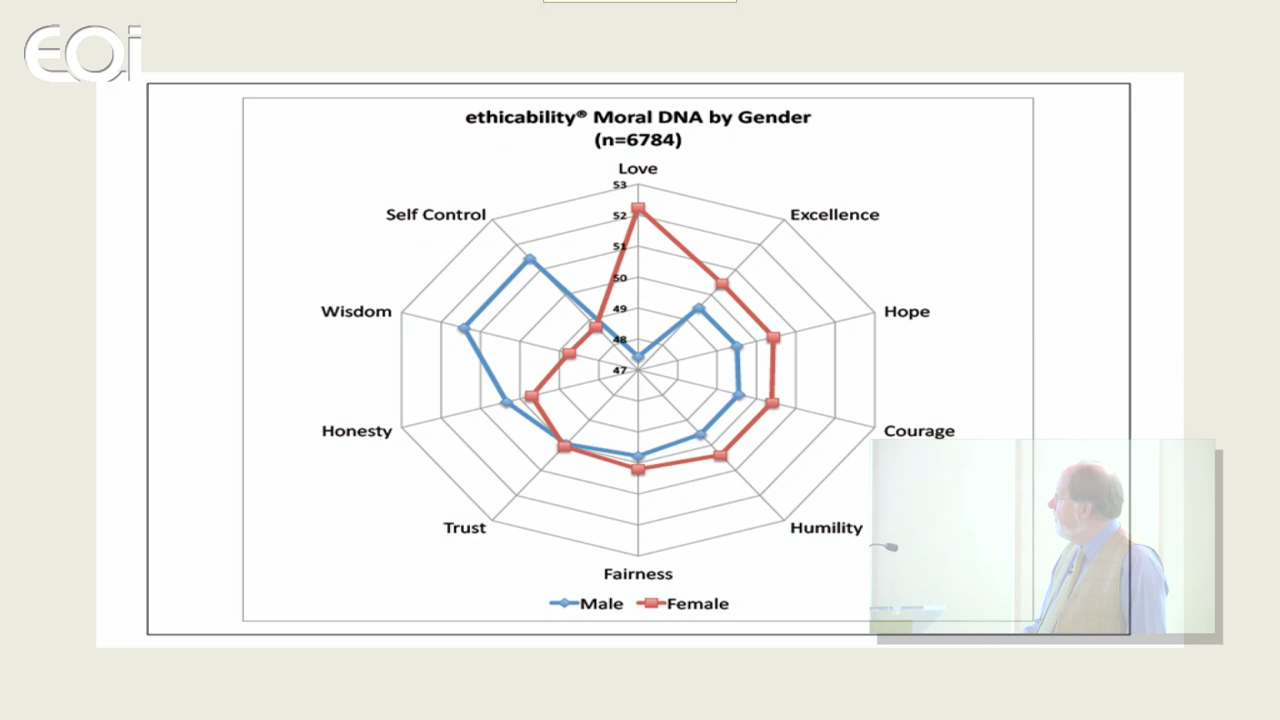 EOi
ethicability® Moral DNA by Gender
(n=6784)
Love
53
Self Control
Excellence
52
51
50
Wisdom
Hope
49
48
47
Honesty
Courage
Trust
Humility
Fairness
Male
Female